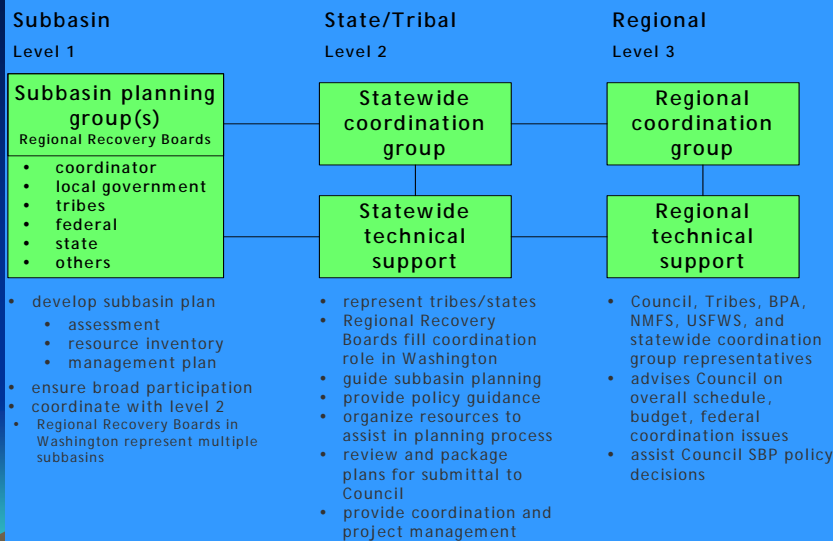 Subbasin
Level 1
Subbasin planning
group(s)
Regional Recovery Boards
• coordinator
• local government
• tribes
• federal
• state
• others
• develop subbasin plan
• assessment
• resource inventory
• management plan
• ensure broad participation
• coordinate with level 2
• Regional Recovery Boards in
Washington represent multiple
subbasins
State/Tribal
Level 2
Statewide
coordination
group
Statewide
technical
support
• represent tribes/states
• Regional Recovery
Boards fill coordination
role in Washington
• guide subbasin planning
• provide policy guidance
• organize resources to
assist in planning process
• review and package
plans for submittal to
Council
• provide coordination and
project management
Regional
Level 3
Regional
coordination
group
Regional
technical
support
• Council, Tribes, BPA,
NMFS, USFWS, and
statewide coordination
group representatives
• advises Council on
overall schedule,
budget, federal
coordination issues
• assist Council SBP policy
decisions